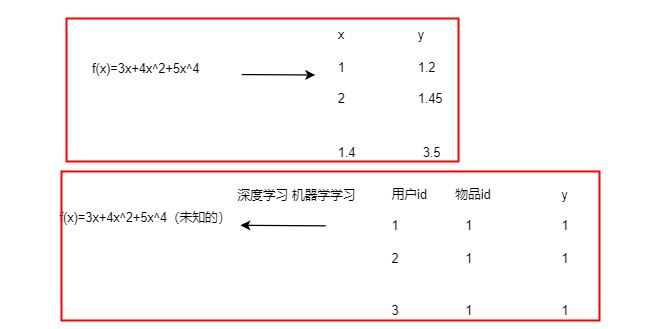 x y
f(x)=3x+4x^2+5x^4 1 1.2
2 1.45
1.4 3.5
深度学习 机器学学习 用户id 物品id y
f(x)=3x+4x^2+5x^4（未知的） 1 1 1
2 1 1
3 1 1